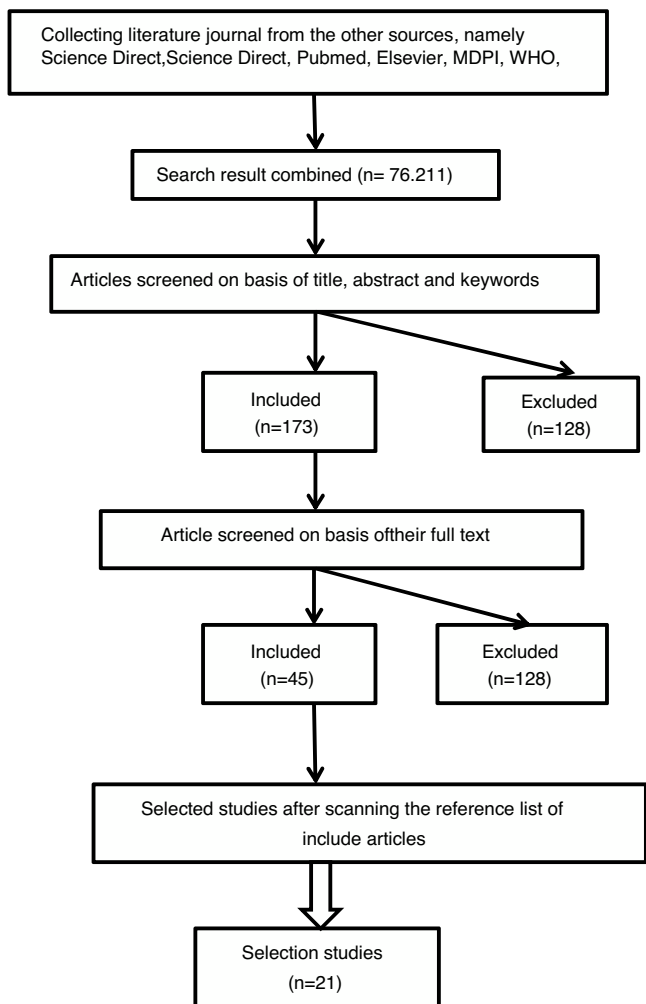 Collecting literature journal from the other sources, namely
Science Direct,Science Direct, Pubmed, Elsevier, MDPI, WHO,
Search result combined (n= 76.211)
Articles screened on basis of title, abstract and keywords
Included
(n=173)
Excluded
(n=128)
Article screened on basis oftheir full text
Included
(n=45)
Excluded
(n=128)
Selected studies after scanning the reference list of
include articles
Selection studies
(n=21)